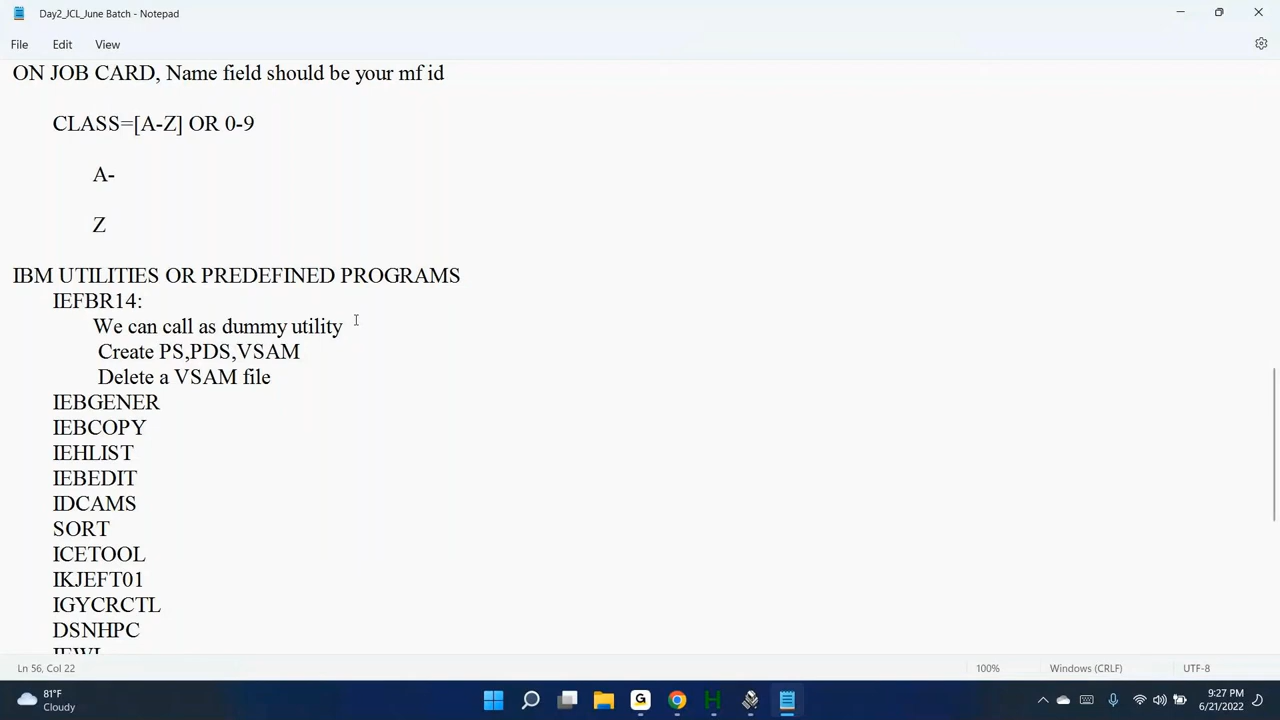 Day2_JCL_June Batch - Notepad
File Edit View
ON JOB CARD, Name field should be your mf id
CLASS=[A-Z] OR 0-9
A-
Z
IBM UTILITIES OR PREDEFINED PROGRAMS
IEFBR14:
We can call as dummy utility
Create PS,PDS,VSAM
Delete a VSAM file
IEBGENER
IEBCOPY
IEHLIST
IEBEDIT
IDCAMS
SORT
ICETOOL
IKJEFT01
IGYCRCTL
DSNHPC
Ln 56, Col 22
100%
Windows (CRLF)
UTF-8
81°F
Cloudy
9:27 PM
6/21/2022